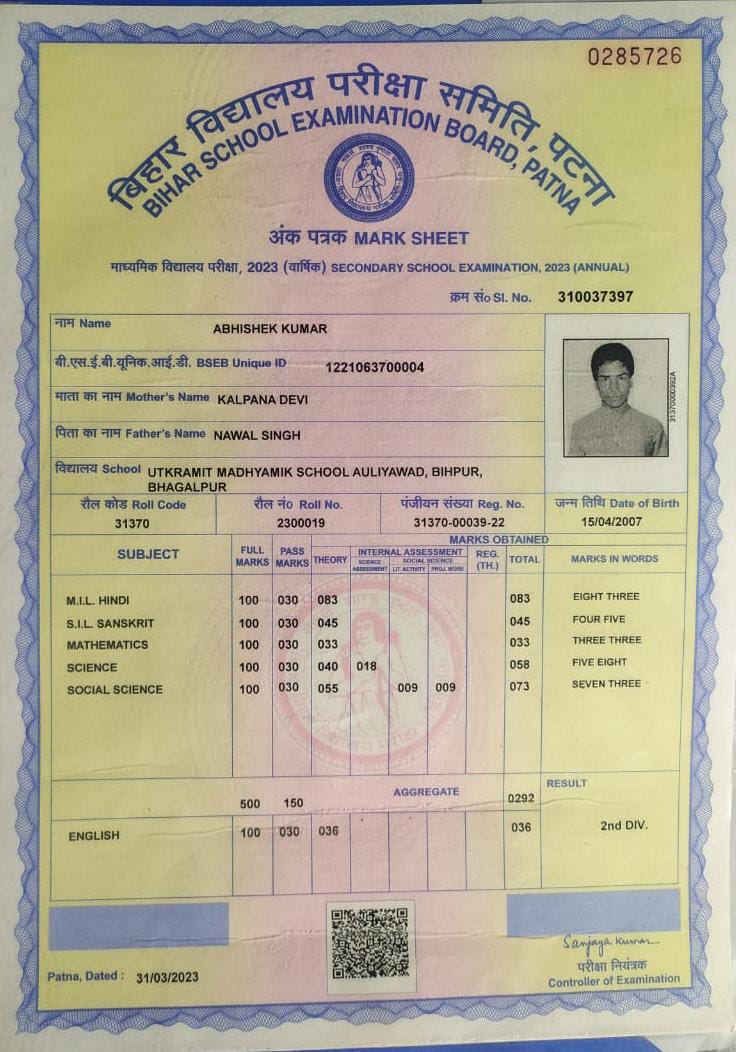 0285726
बिहार विद्यालय परीक्षा समिति, पटना
BIHAR SCHOOL EXAMINATION BOARD, PATNA
अंक पत्रक MARK SHEET
माध्यमिक विद्यालय परीक्षा, 2023 (वार्षिक) SECONDARY SCHOOL EXAMINATION, 2023 (ANNUAL)
क्रम सं० Sl. No. 310037397
नाम Name ABHISHEK KUMAR
बी.एस.ई.बी.यूनिक.आई.डी. BSEB Unique ID 1221063700004
माता का नाम Mother's Name KALPANA DEVI
पिता का नाम Father's Name NAWAL SINGH
विद्यालय School UTKRAMIT MADHYAMIK SCHOOL AULIYAWAD, BIHPUR,
BHAGALPUR
3137000039ZA
रौल कोड Roll Code रौल नं० Roll No. पंजीयन संख्या Reg. No. जन्म तिथि Date of Birth
31370 2300019 31370-00039-22 15/04/2007
SUBJECT FULL MARKS PASS MARKS MARKS OBTAINED MARKS IN WORDS
THEORY INTERNAL ASSESSMENT REG. (TH.) TOTAL
SCIENCE ASSESSMENT SOCIAL SCIENCE
LIT. ACTIVITY PROJ. WORK
M.I.L. HINDI 100 030 083 083 EIGHT THREE
S.I.L. SANSKRIT 100 030 045 045 FOUR FIVE
MATHEMATICS 100 030 033 033 THREE THREE
SCIENCE 100 030 040 018 058 FIVE EIGHT
SOCIAL SCIENCE 100 030 055 009 009 073 SEVEN THREE
500 150 AGGREGATE 0292 RESULT
ENGLISH 100 030 036 036 2nd DIV.
Sanjaya Kumar
परीक्षा नियंत्रक
Controller of Examination
Patna, Dated : 31/03/2023